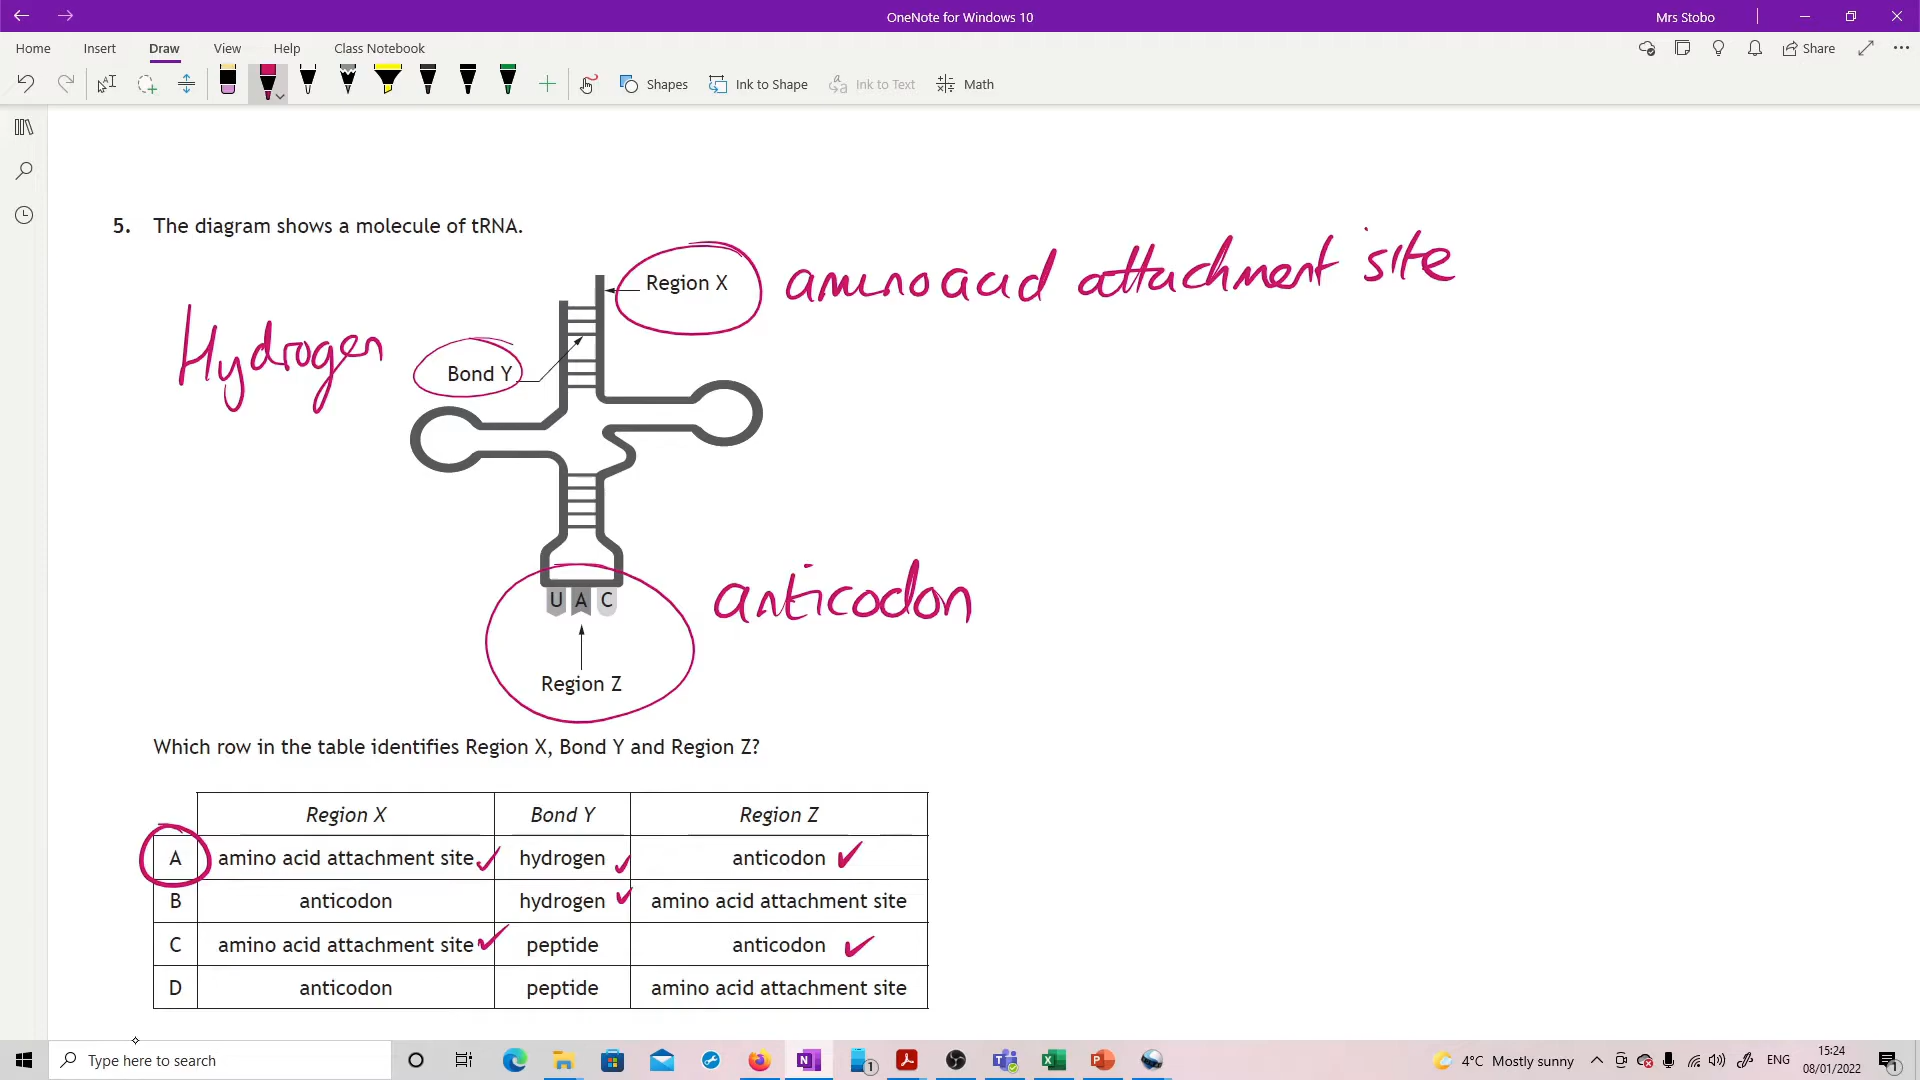 OneNote for Windows 10
Mrs Stobo
Home Insert Draw View Help Class Notebook
Share
Shapes Ink to Shape Ink to Text Math
5. The diagram shows a molecule of tRNA.
Region X
aminoacid attachment site
Hydrogen
Bond Y
U A C
anticodon
Region Z
Which row in the table identifies Region X, Bond Y and Region Z?
Region X Bond Y Region Z
A amino acid attachment site hydrogen anticodon
B anticodon hydrogen amino acid attachment site
C amino acid attachment site peptide anticodon
D anticodon peptide amino acid attachment site
Type here to search
4°C Mostly sunny
ENG
15:24
08/01/2022